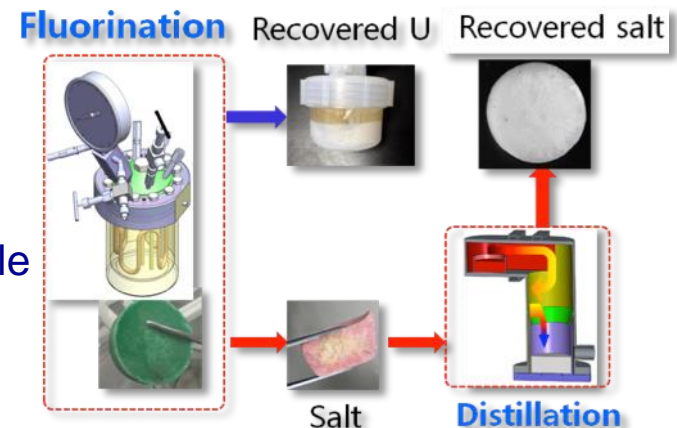 Fluorination
Recovered U
Recovered salt
Salt
Distillation